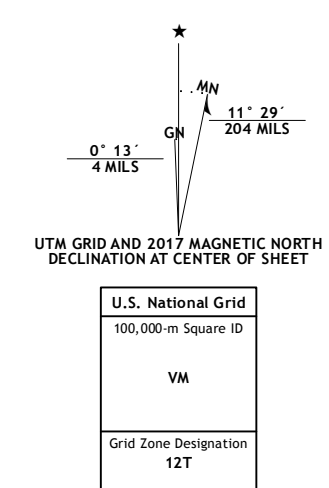 ★
MN
GN
11° 29´
204 MILS
0° 13´
4 MILS
UTM GRID AND 2017 MAGNETIC NORTH
DECLINATION AT CENTER OF SHEET
U.S. National Grid
100,000-m Square ID
VM
Grid Zone Designation
12T